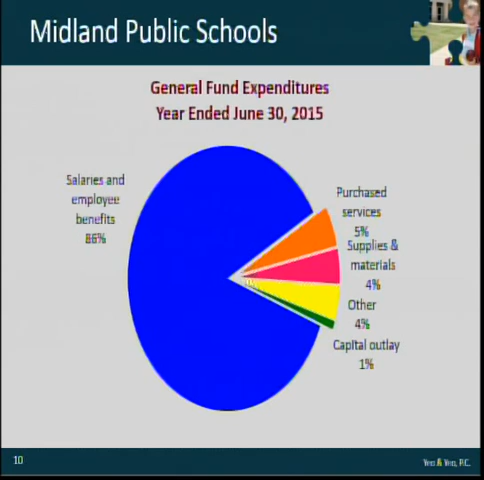 Midland Public Schools
General Fund Expenditures
Year Ended June 30, 2015
Salaries and
employee
benefits
86%
Purchased
services
5%
Supplies &
materials
4%
Other
4%
Capital outlay
1%
10
Yeo & Yeo, P.C.